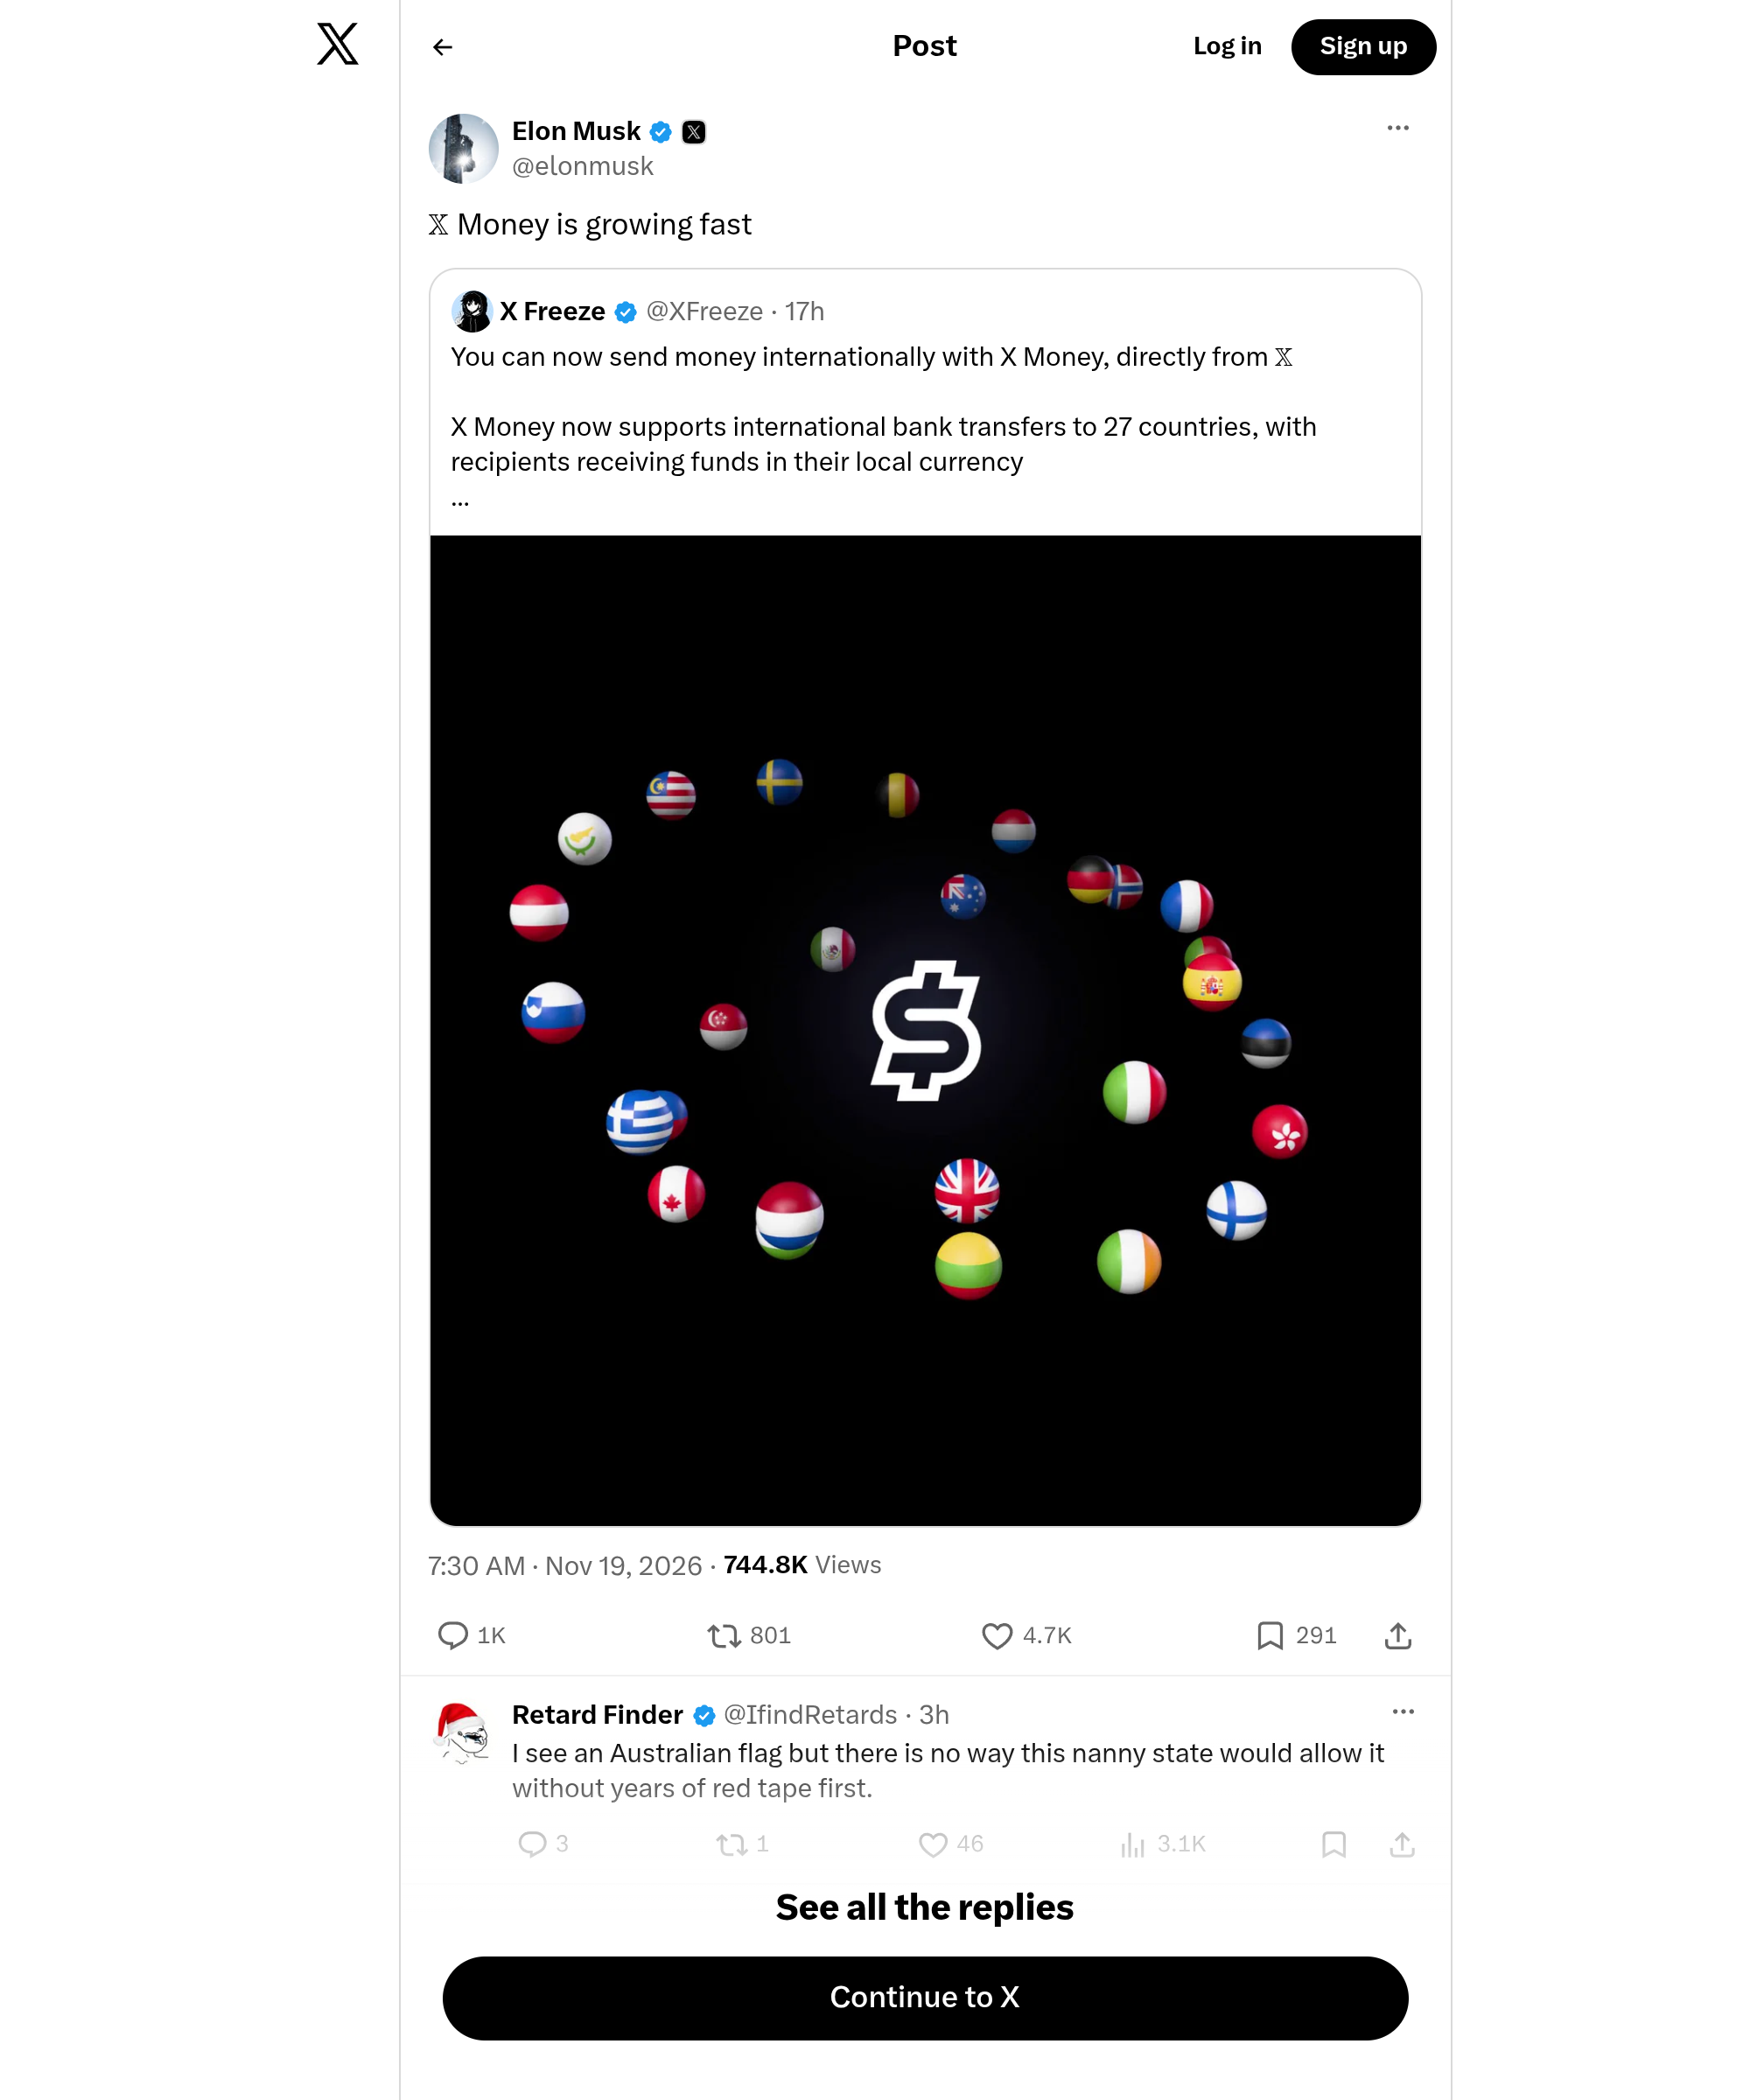 Post
Log in
Sign up
Elon Musk
@elonmusk
𝕏 Money is growing fast
X Freeze @XFreeze · 17h
You can now send money internationally with X Money, directly from 𝕏
X Money now supports international bank transfers to 27 countries, with
recipients receiving funds in their local currency
...
7:30 AM · Nov 19, 2026 · 744.8K Views
1K 801 4.7K 291
Retard Finder @IfindRetards · 3h
I see an Australian flag but there is no way this nanny state would allow it
without years of red tape first.
3 1 46 3.1K
See all the replies
Continue to X